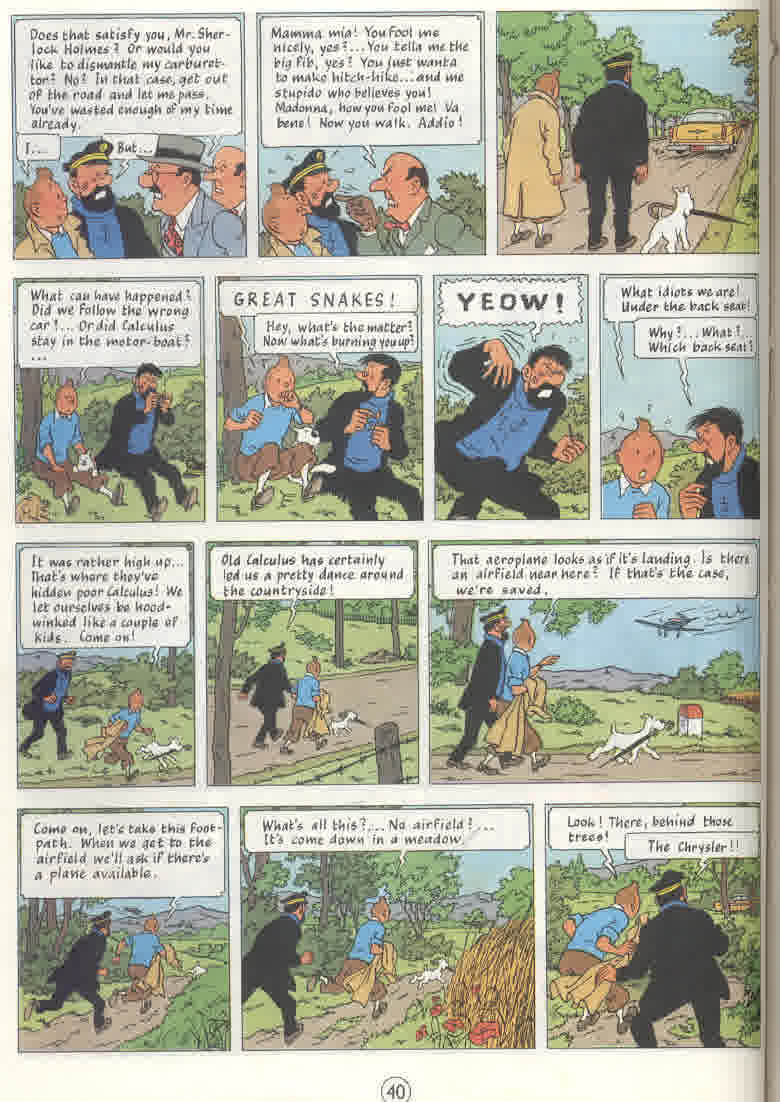 Does that satisfy you, Mr. Sher-
lock Holmes? Or would you
like to dismantle my carburet-
tor? No? In that case, get out
of the road and let me pass.
You've wasted enough of my time
already.
I...
But...
Mamma mia! You fool me
nicely, yes?...You tella me the
big fib, yes? You just wanta
to make hitch-hike...and me
stupido who believes you!
Madonna, how you fool me! Va
bene! Now you walk. Addio!
What can have happened?
Did we follow the wrong
car!... Or did Calculus
stay in the motor-boat?
...
GREAT SNAKES!
Hey, what's the matter?
Now what's burning you up?
YEOW!
What idiots we are!
Under the back seat!
Why?...What?...
Which back seat?
It was rather high up...
That's where they've
hidden poor Calculus! We
let ourselves be hood-
winked like a couple of
kids.. Come on!
Old Calculus has certainly
led us a pretty dance around
the countryside!
That aeroplane looks as if it's landing. Is there
an airfield near here? If that's the case,
we're saved.
Come on, let's take this foot-
path. When we get to the
airfield we'll ask if there's
a plane available.
What's all this?... No airfield?...
It's come down in a meadow.
Look! There, behind those
trees!
The Chrysler!!
40